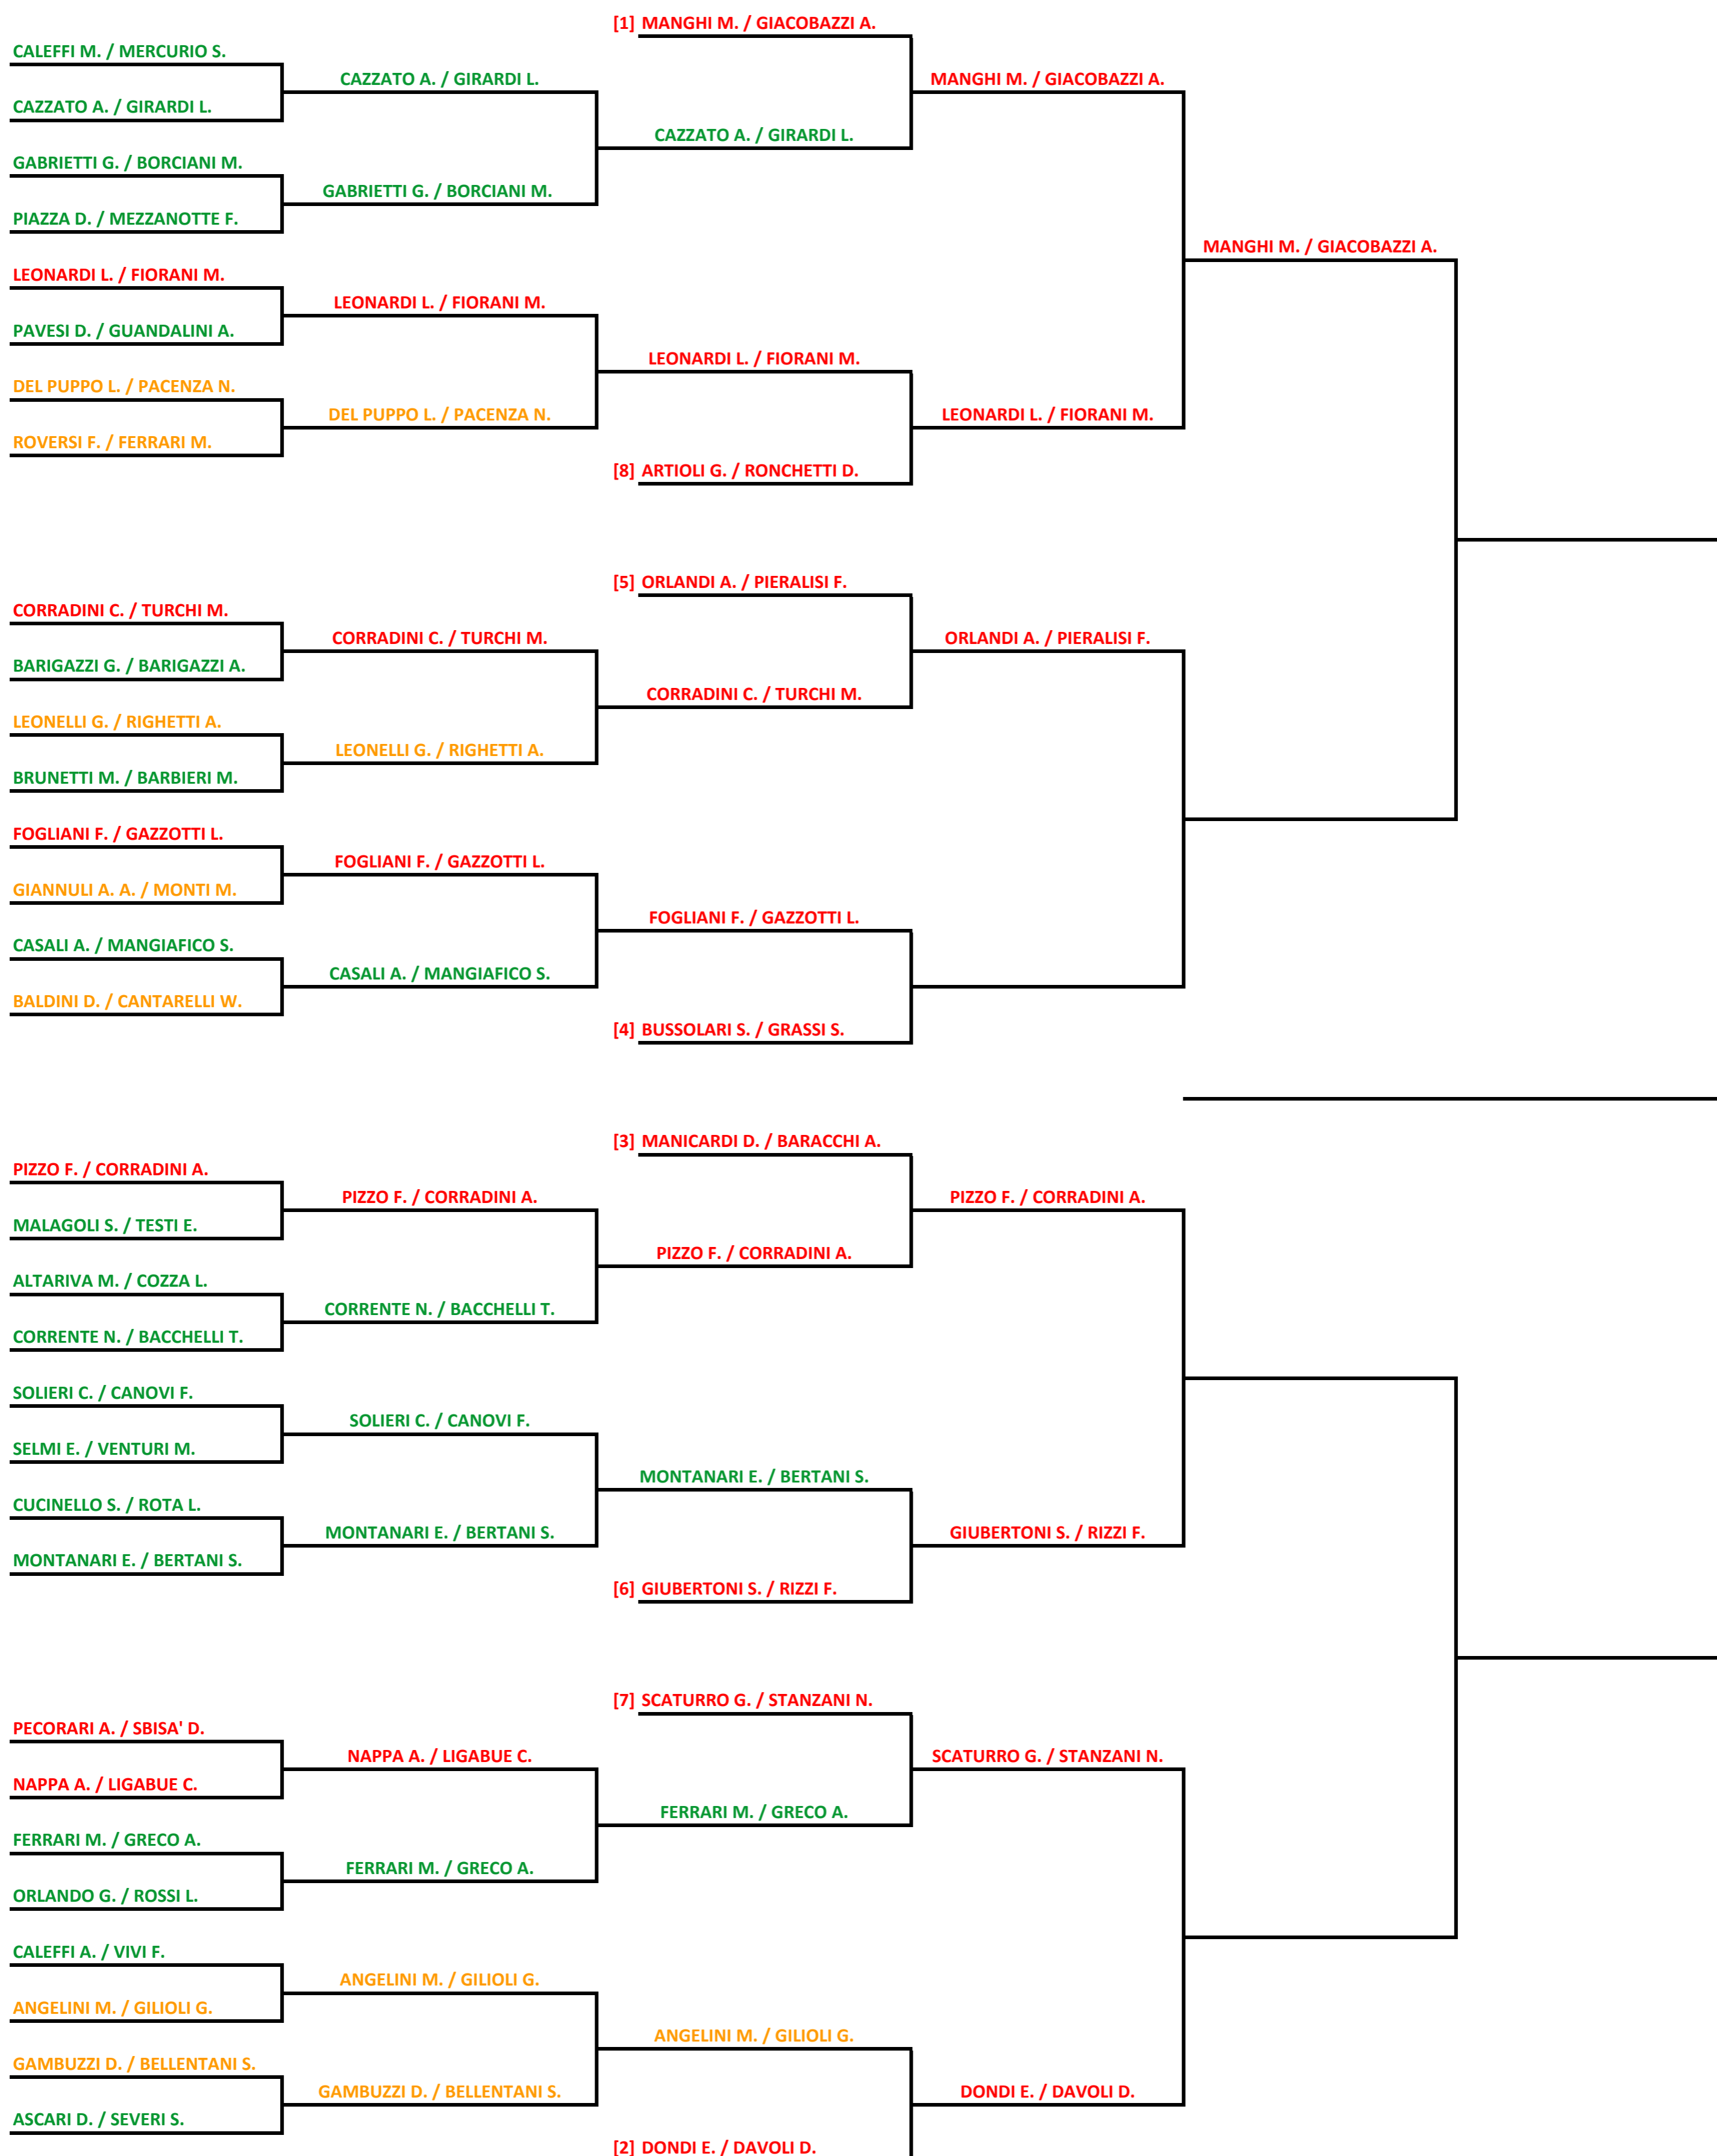 [1] MANGHI M. / GIACOBAZZI A.
CALEFFI M. / MERCURIO S.
CAZZATO A. / GIRARDI L.
MANGHI M. / GIACOBAZZI A.
CAZZATO A. / GIRARDI L.
CAZZATO A. / GIRARDI L.
GABRIETTI G. / BORCIANI M.
GABRIETTI G. / BORCIANI M.
PIAZZA D. / MEZZANOTTE F.
MANGHI M. / GIACOBAZZI A.
LEONARDI L. / FIORANI M.
LEONARDI L. / FIORANI M.
PAVESI D. / GUANDALINI A.
LEONARDI L. / FIORANI M.
DEL PUPPO L. / PACENZA N.
DEL PUPPO L. / PACENZA N.
LEONARDI L. / FIORANI M.
ROVERSI F. / FERRARI M.
[8] ARTIOLI G. / RONCHETTI D.
[5] ORLANDI A. / PIERALISI F.
CORRADINI C. / TURCHI M.
CORRADINI C. / TURCHI M.
ORLANDI A. / PIERALISI F.
BARIGAZZI G. / BARIGAZZI A.
CORRADINI C. / TURCHI M.
LEONELLI G. / RIGHETTI A.
LEONELLI G. / RIGHETTI A.
BRUNETTI M. / BARBIERI M.
FOGLIANI F. / GAZZOTTI L.
FOGLIANI F. / GAZZOTTI L.
GIANNULI A. A. / MONTI M.
FOGLIANI F. / GAZZOTTI L.
CASALI A. / MANGIAFICO S.
CASALI A. / MANGIAFICO S.
BALDINI D. / CANTARELLI W.
[4] BUSSOLARI S. / GRASSI S.
[3] MANICARDI D. / BARACCHI A.
PIZZO F. / CORRADINI A.
PIZZO F. / CORRADINI A.
PIZZO F. / CORRADINI A.
MALAGOLI S. / TESTI E.
PIZZO F. / CORRADINI A.
ALTARIVA M. / COZZA L.
CORRENTE N. / BACCHELLI T.
CORRENTE N. / BACCHELLI T.
SOLIERI C. / CANOVI F.
SOLIERI C. / CANOVI F.
SELMI E. / VENTURI M.
MONTANARI E. / BERTANI S.
CUCINELLO S. / ROTA L.
MONTANARI E. / BERTANI S.
GIUBERTONI S. / RIZZI F.
MONTANARI E. / BERTANI S.
[6] GIUBERTONI S. / RIZZI F.
[7] SCATURRO G. / STANZANI N.
PECORARI A. / SBISA' D.
NAPPA A. / LIGABUE C.
SCATURRO G. / STANZANI N.
NAPPA A. / LIGABUE C.
FERRARI M. / GRECO A.
FERRARI M. / GRECO A.
FERRARI M. / GRECO A.
ORLANDO G. / ROSSI L.
CALEFFI A. / VIVI F.
ANGELINI M. / GILIOLI G.
ANGELINI M. / GILIOLI G.
ANGELINI M. / GILIOLI G.
GAMBUZZI D. / BELLENTANI S.
GAMBUZZI D. / BELLENTANI S.
DONDI E. / DAVOLI D.
ASCARI D. / SEVERI S.
[2] DONDI E. / DAVOLI D.